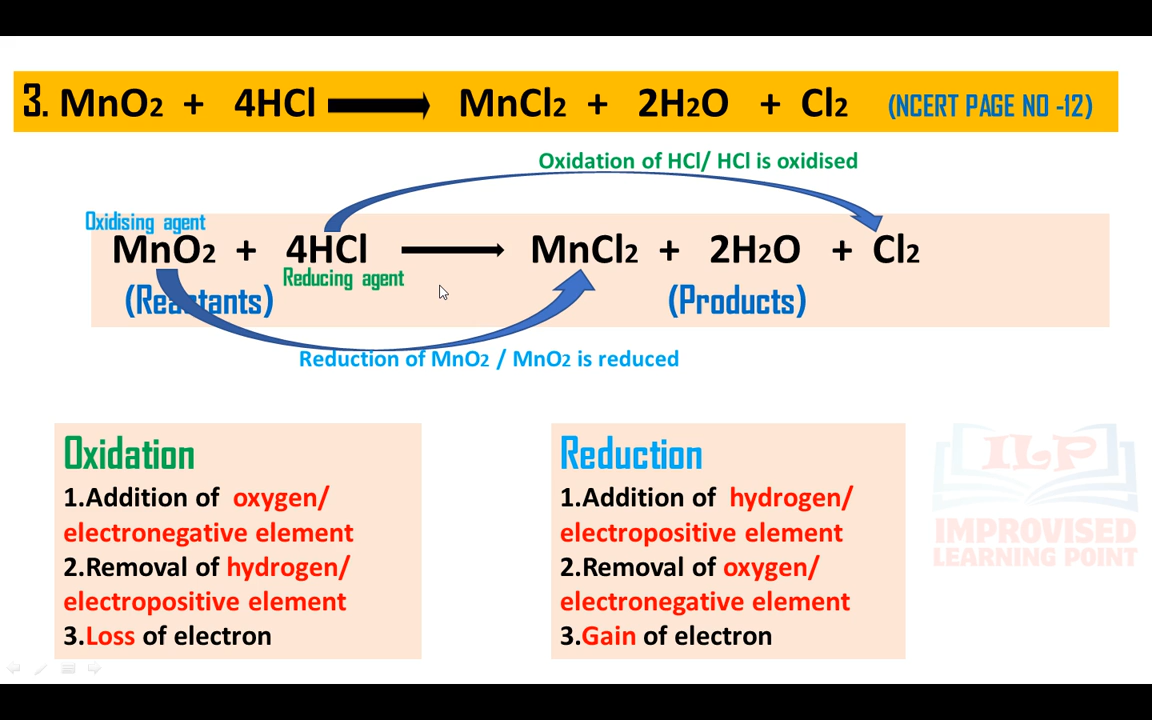 3. MnO2 + 4HCl MnCl2 + 2H2O + Cl2 (NCERT PAGE NO -12)
Oxidation of HCl/ HCl is oxidised
Oxidising agent
MnO2 + 4HCl MnCl2 + 2H2O + Cl2
Reducing agent
(Reactants) (Products)
Reduction of MnO2 / MnO2 is reduced
Oxidation
1.Addition of oxygen/
electronegative element
2.Removal of hydrogen/
electropositive element
3.Loss of electron
Reduction
1.Addition of hydrogen/
electropositive element
2.Removal of oxygen/
electronegative element
3.Gain of electron
ILP
IMPROVISED
LEARNING POINT